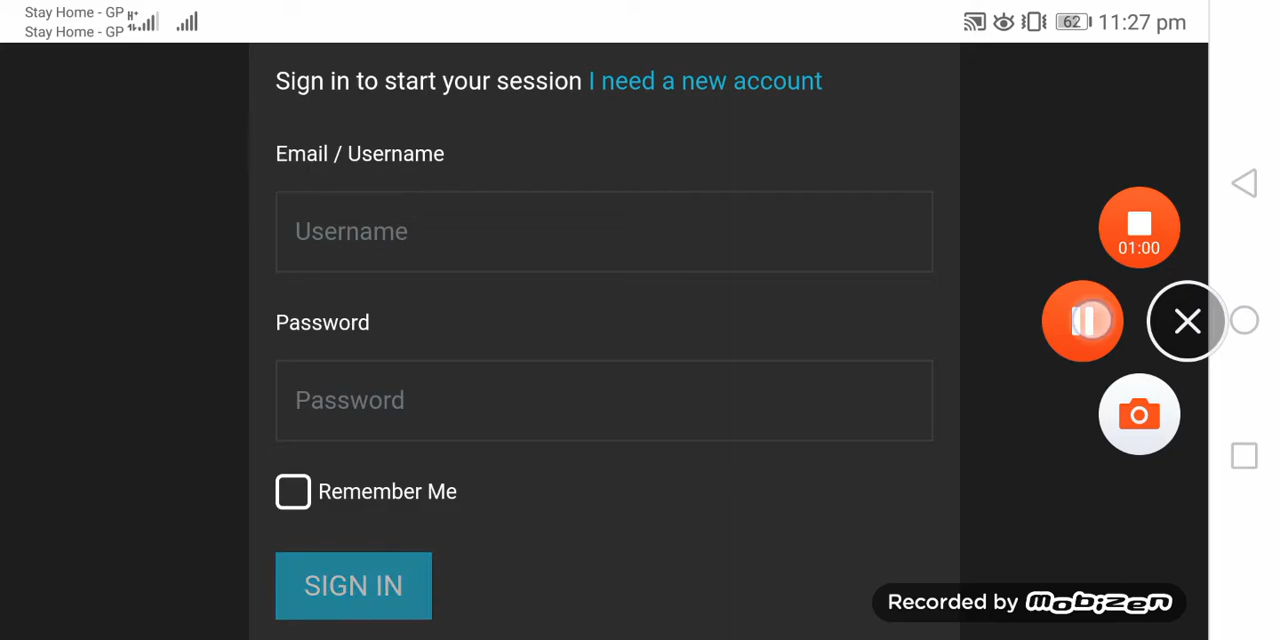 Stay Home - GP
Stay Home - GP
62 11:27 pm
Sign in to start your session I need a new account
Email / Username
Username
01:00
Password
Password
Remember Me
SIGN IN
Recorded by mobizen